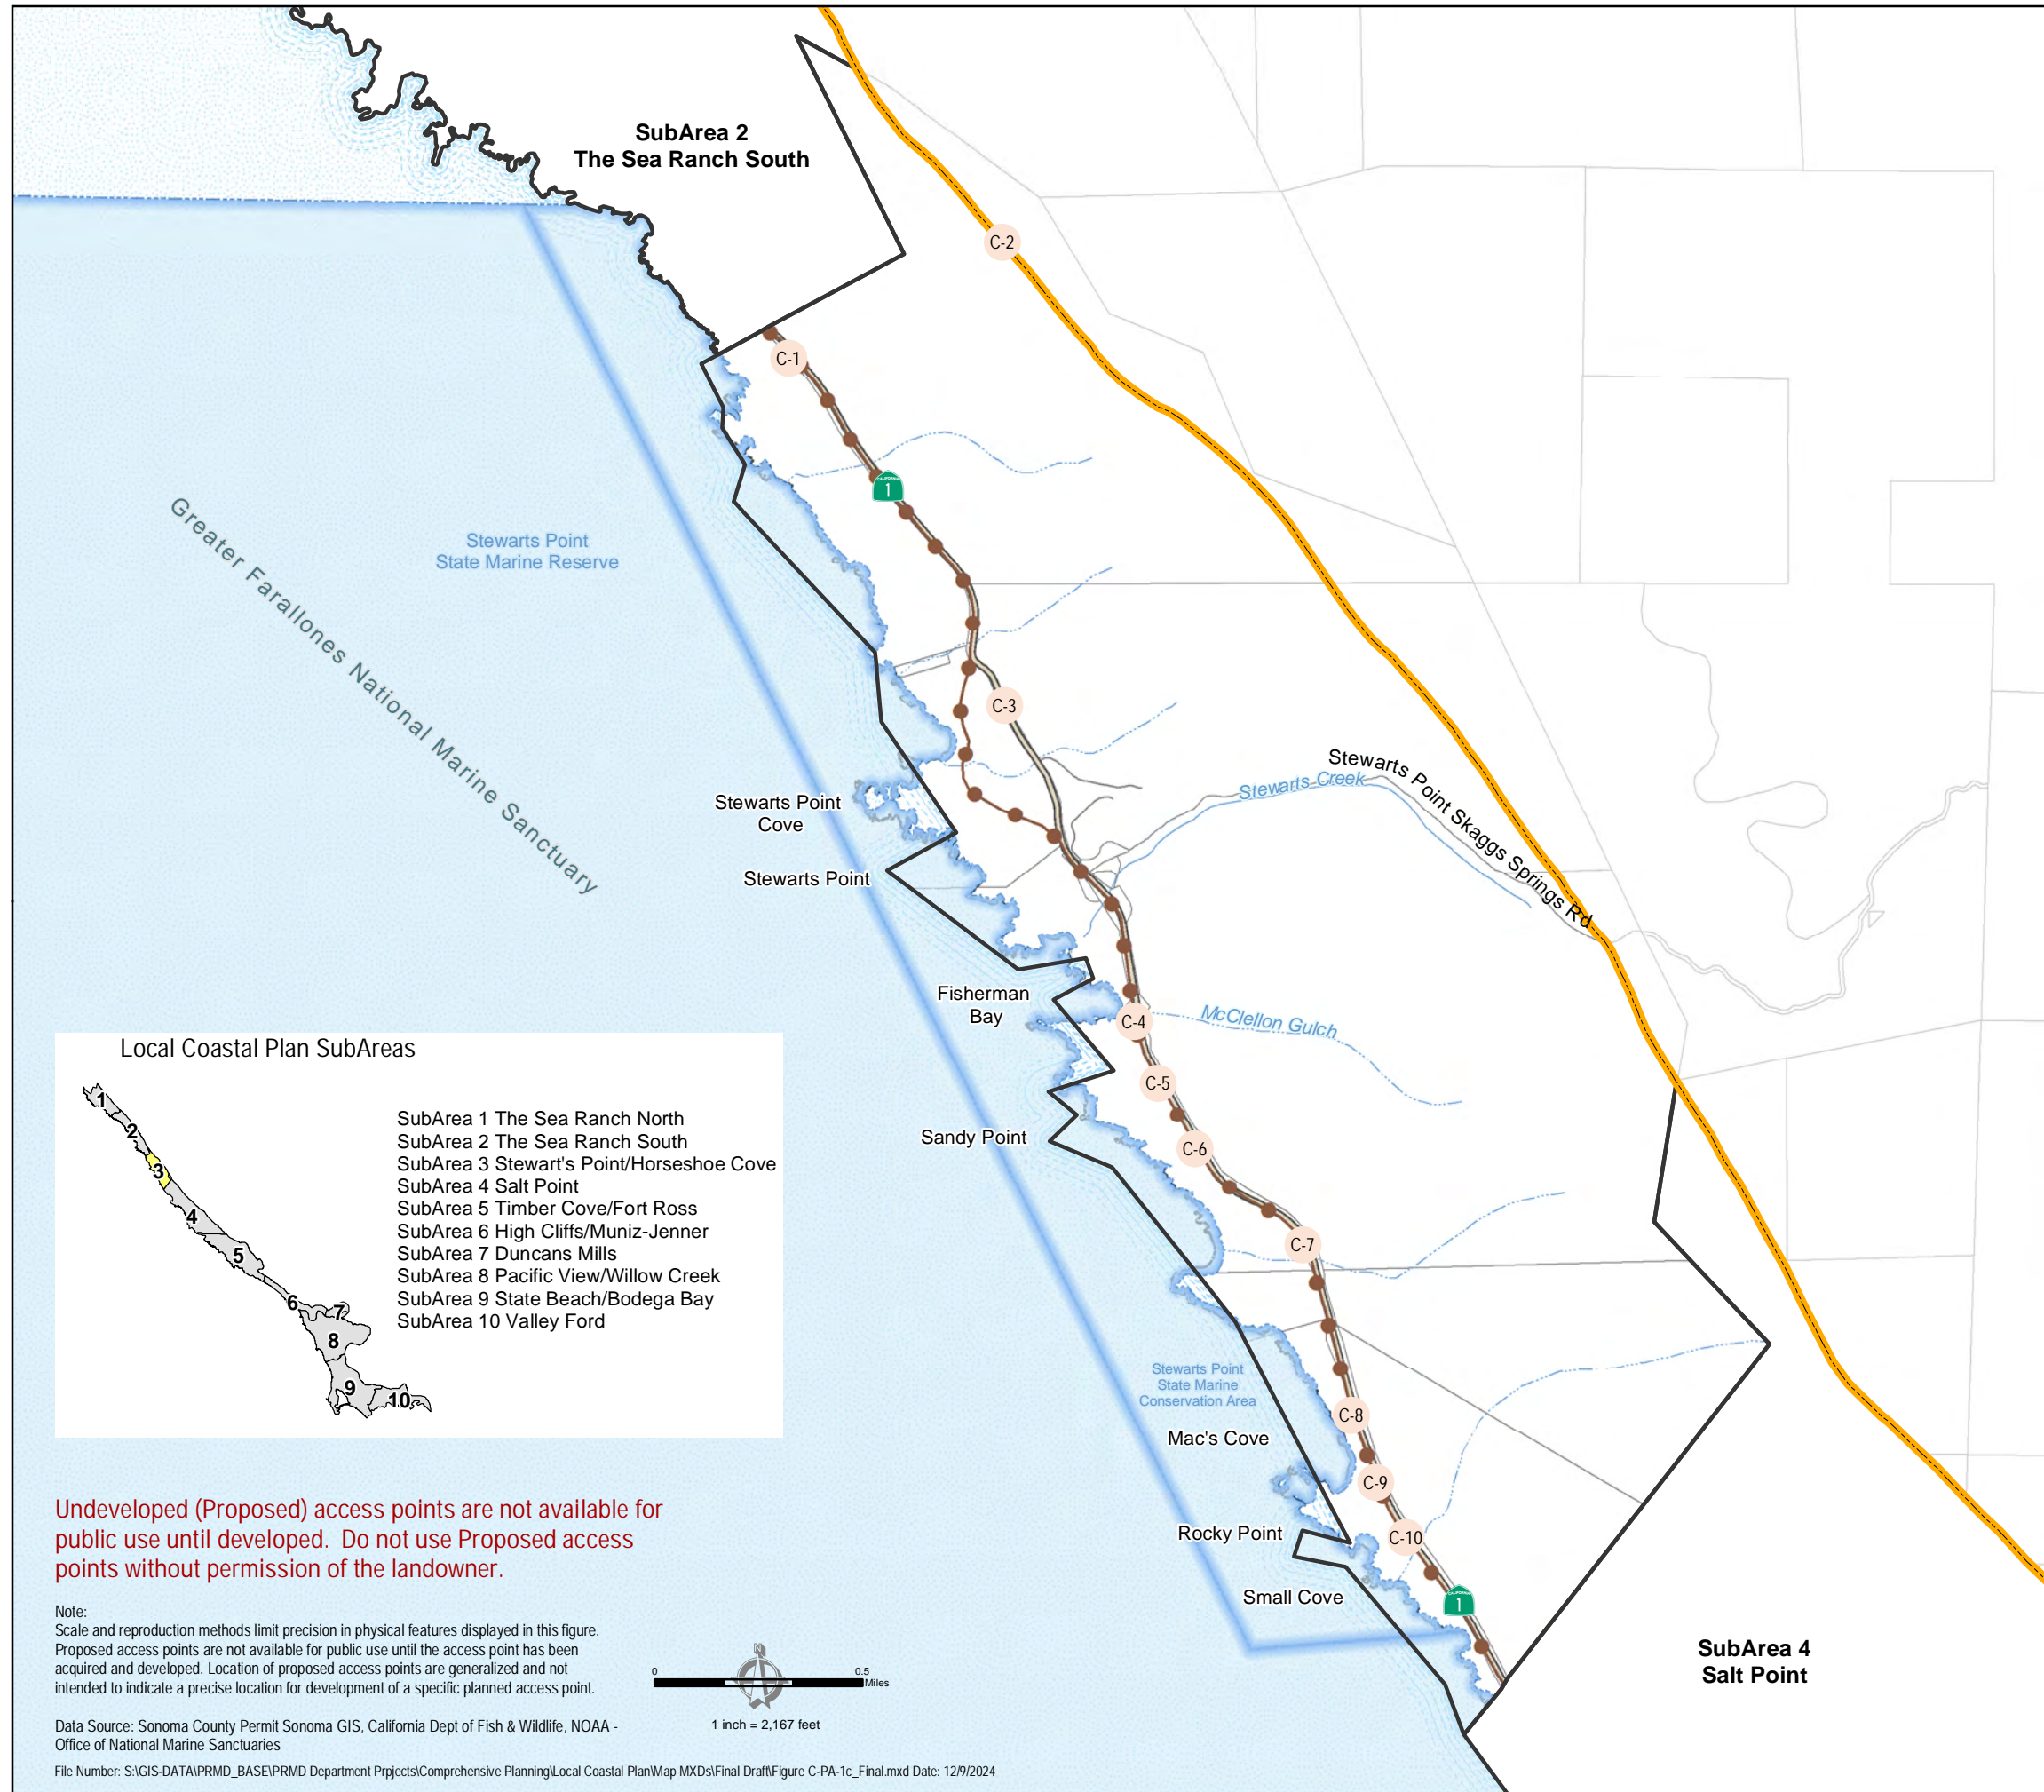 SubArea 2
The Sea Ranch South
C-2
C-1
CALIFORNIA
1
Greater Farallones National Marine Sanctuary
Stewarts Point
State Marine Reserve
C-3
Stewarts Point Skaggs Springs Rd
Stewarts Creek
Stewarts Point
Cove
Stewarts Point
Fisherman
Bay
C-4
McClellon Gulch
C-5
Sandy Point
C-6
C-7
Local Coastal Plan SubAreas
1
2
3
4
5
6
7
8
9
10
SubArea 1 The Sea Ranch North
SubArea 2 The Sea Ranch South
SubArea 3 Stewart's Point/Horseshoe Cove
SubArea 4 Salt Point
SubArea 5 Timber Cove/Fort Ross
SubArea 6 High Cliffs/Muniz-Jenner
SubArea 7 Duncans Mills
SubArea 8 Pacific View/Willow Creek
SubArea 9 State Beach/Bodega Bay
SubArea 10 Valley Ford
Stewarts Point
State Marine
Conservation Area
C-8
Mac's Cove
C-9
Rocky Point
C-10
Small Cove
CALIFORNIA
1
SubArea 4
Salt Point
Undeveloped (Proposed) access points are not available for
public use until developed. Do not use Proposed access
points without permission of the landowner.
Note:
Scale and reproduction methods limit precision in physical features displayed in this figure.
Proposed access points are not available for public use until the access point has been
acquired and developed. Location of proposed access points are generalized and not
intended to indicate a precise location for development of a specific planned access point.
N
0 0.5
Miles
1 inch = 2,167 feet
Data Source: Sonoma County Permit Sonoma GIS, California Dept of Fish & Wildlife, NOAA -
Office of National Marine Sanctuaries
File Number: S:\GIS-DATA\PRMD_BASE\PRMD Department Prpjects\Comprehensive Planning\Local Coastal Plan\Map MXDs\Final Draft\Figure C-PA-1c_Final.mxd Date: 12/9/2024